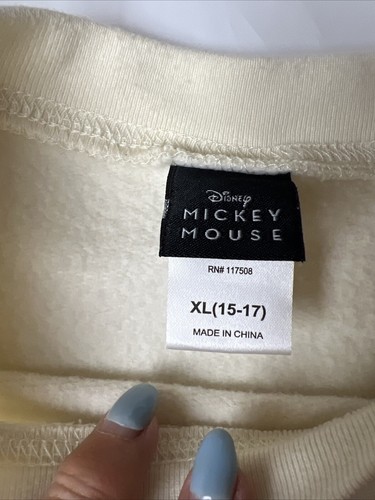 Disney
MICKEY
MOUSE
RN# 117508
XL(15-17)
MADE IN CHINA